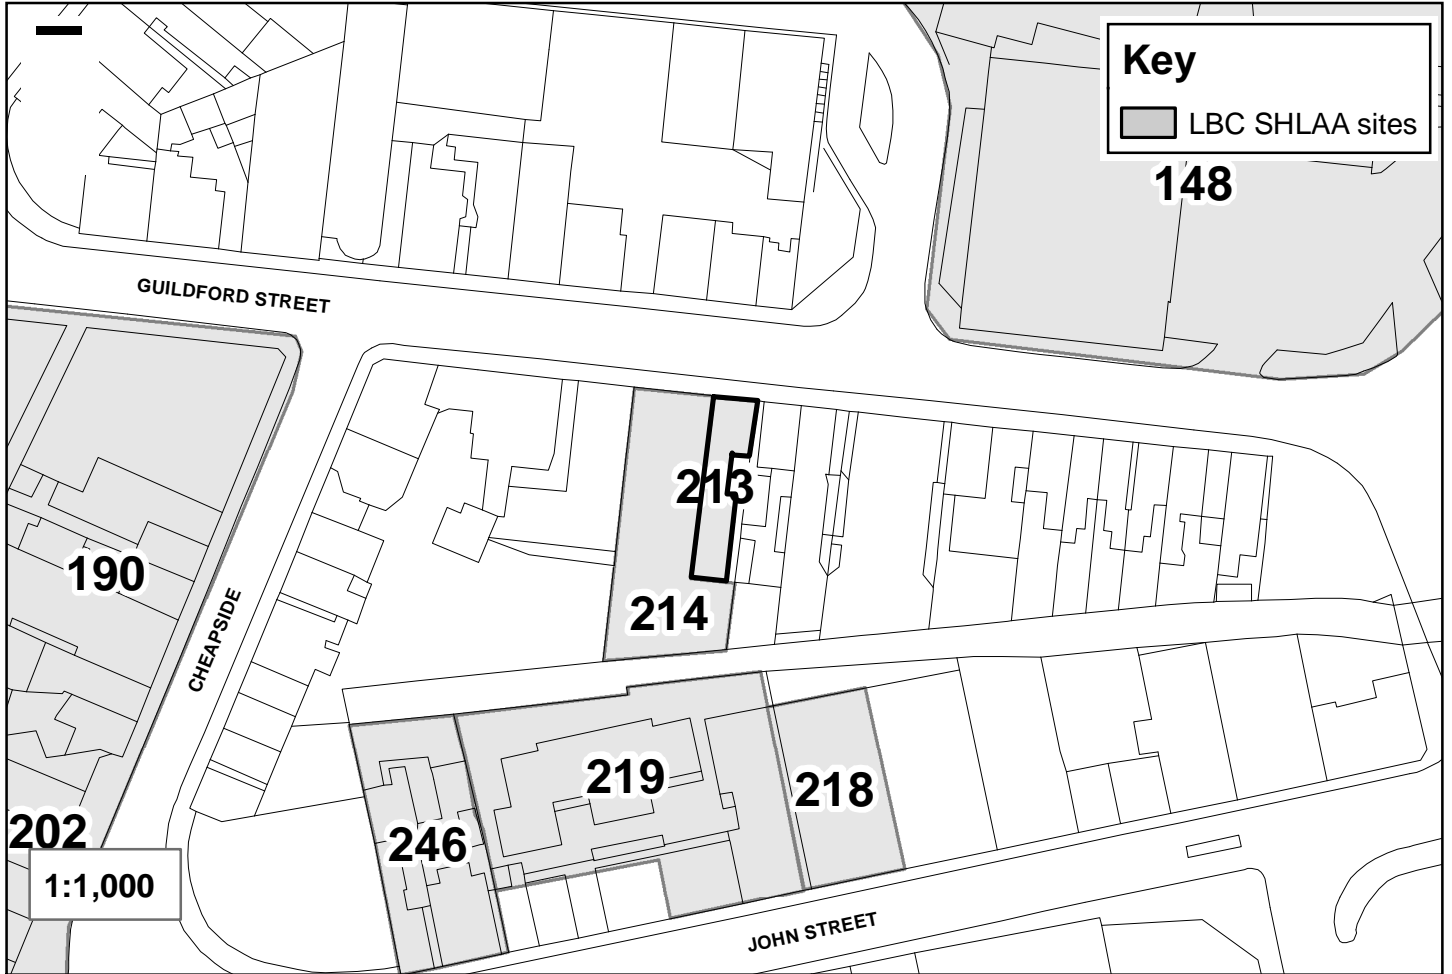 Key
LBC SHLAA sites
148
GUILDFORD STREET
213
190
214
CHEAPSIDE
219
218
202
246
1:1,000
JOHN STREET